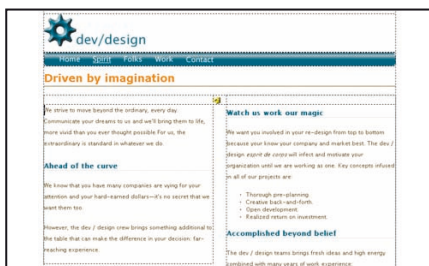 dev/design
Home Spirit Folks Work Contact
Driven by imagination
We strive to move beyond the ordinary, every day.
Communicate your dreams to us and we'll bring them to life,
more vivid than you ever thought possible For us, the
extraordinary is standard in whatever we do.
Ahead of the curve
We know that you have many companies are vying for your
attention and your hard-earned dollars—it's no secret that we
want them too.
However, the dev / design crew brings something additional to
the table that can make the difference in your decision: far-
reaching experience
Watch us work our magic
We want you involved in your re-design from top to bottom
because your know your company and market best. The dev /
design esprit de corps will infect and motivate your
organization until we are working as one. Key concepts infused
in all of our projects are
Thorough pre-planning.
Creative back-and-forth.
Open development.
Realized return on investment.
Accomplished beyond belief
The dev / design teams brings fresh ideas and high energy
combined with many years of work experience.